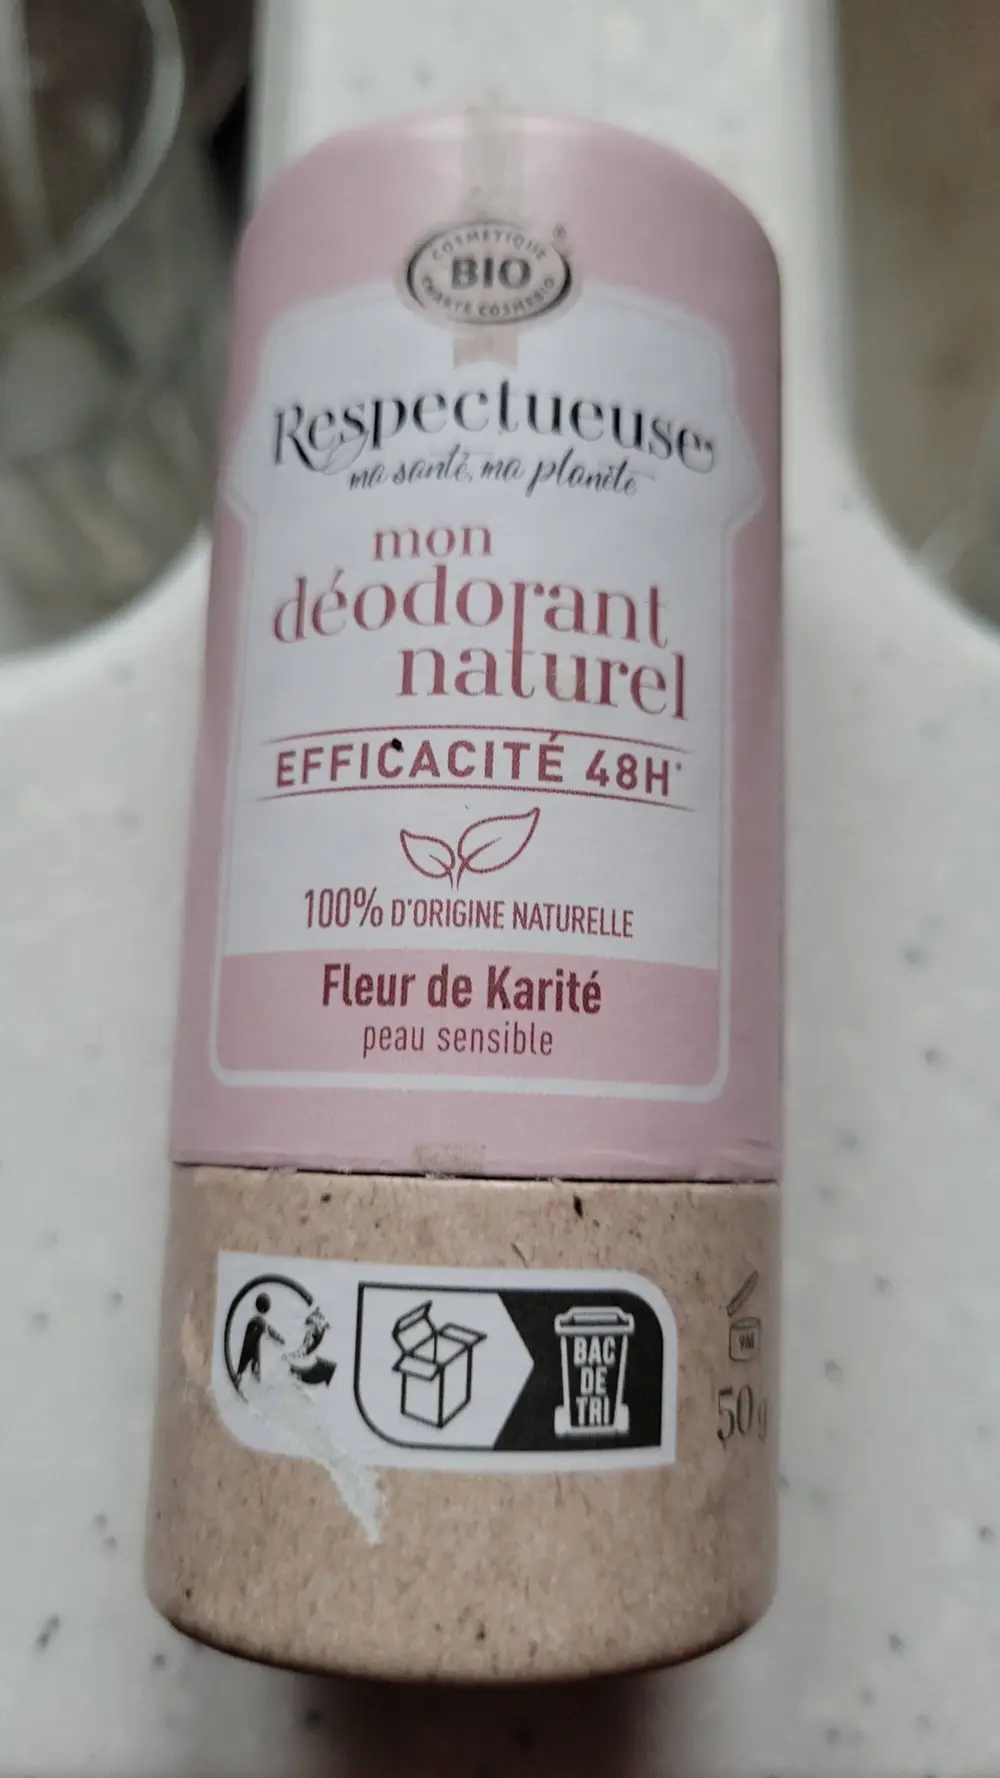 COSMETIQUE
BIO
CHARTE COSMEBIO
Respectueuse
ma santé, ma planète
mon
déodorant
naturel
EFFICACITÉ 48H*
100% D'ORIGINE NATURELLE
Fleur de Karité
peau sensible
BAC
DE
TRI
9M
50g